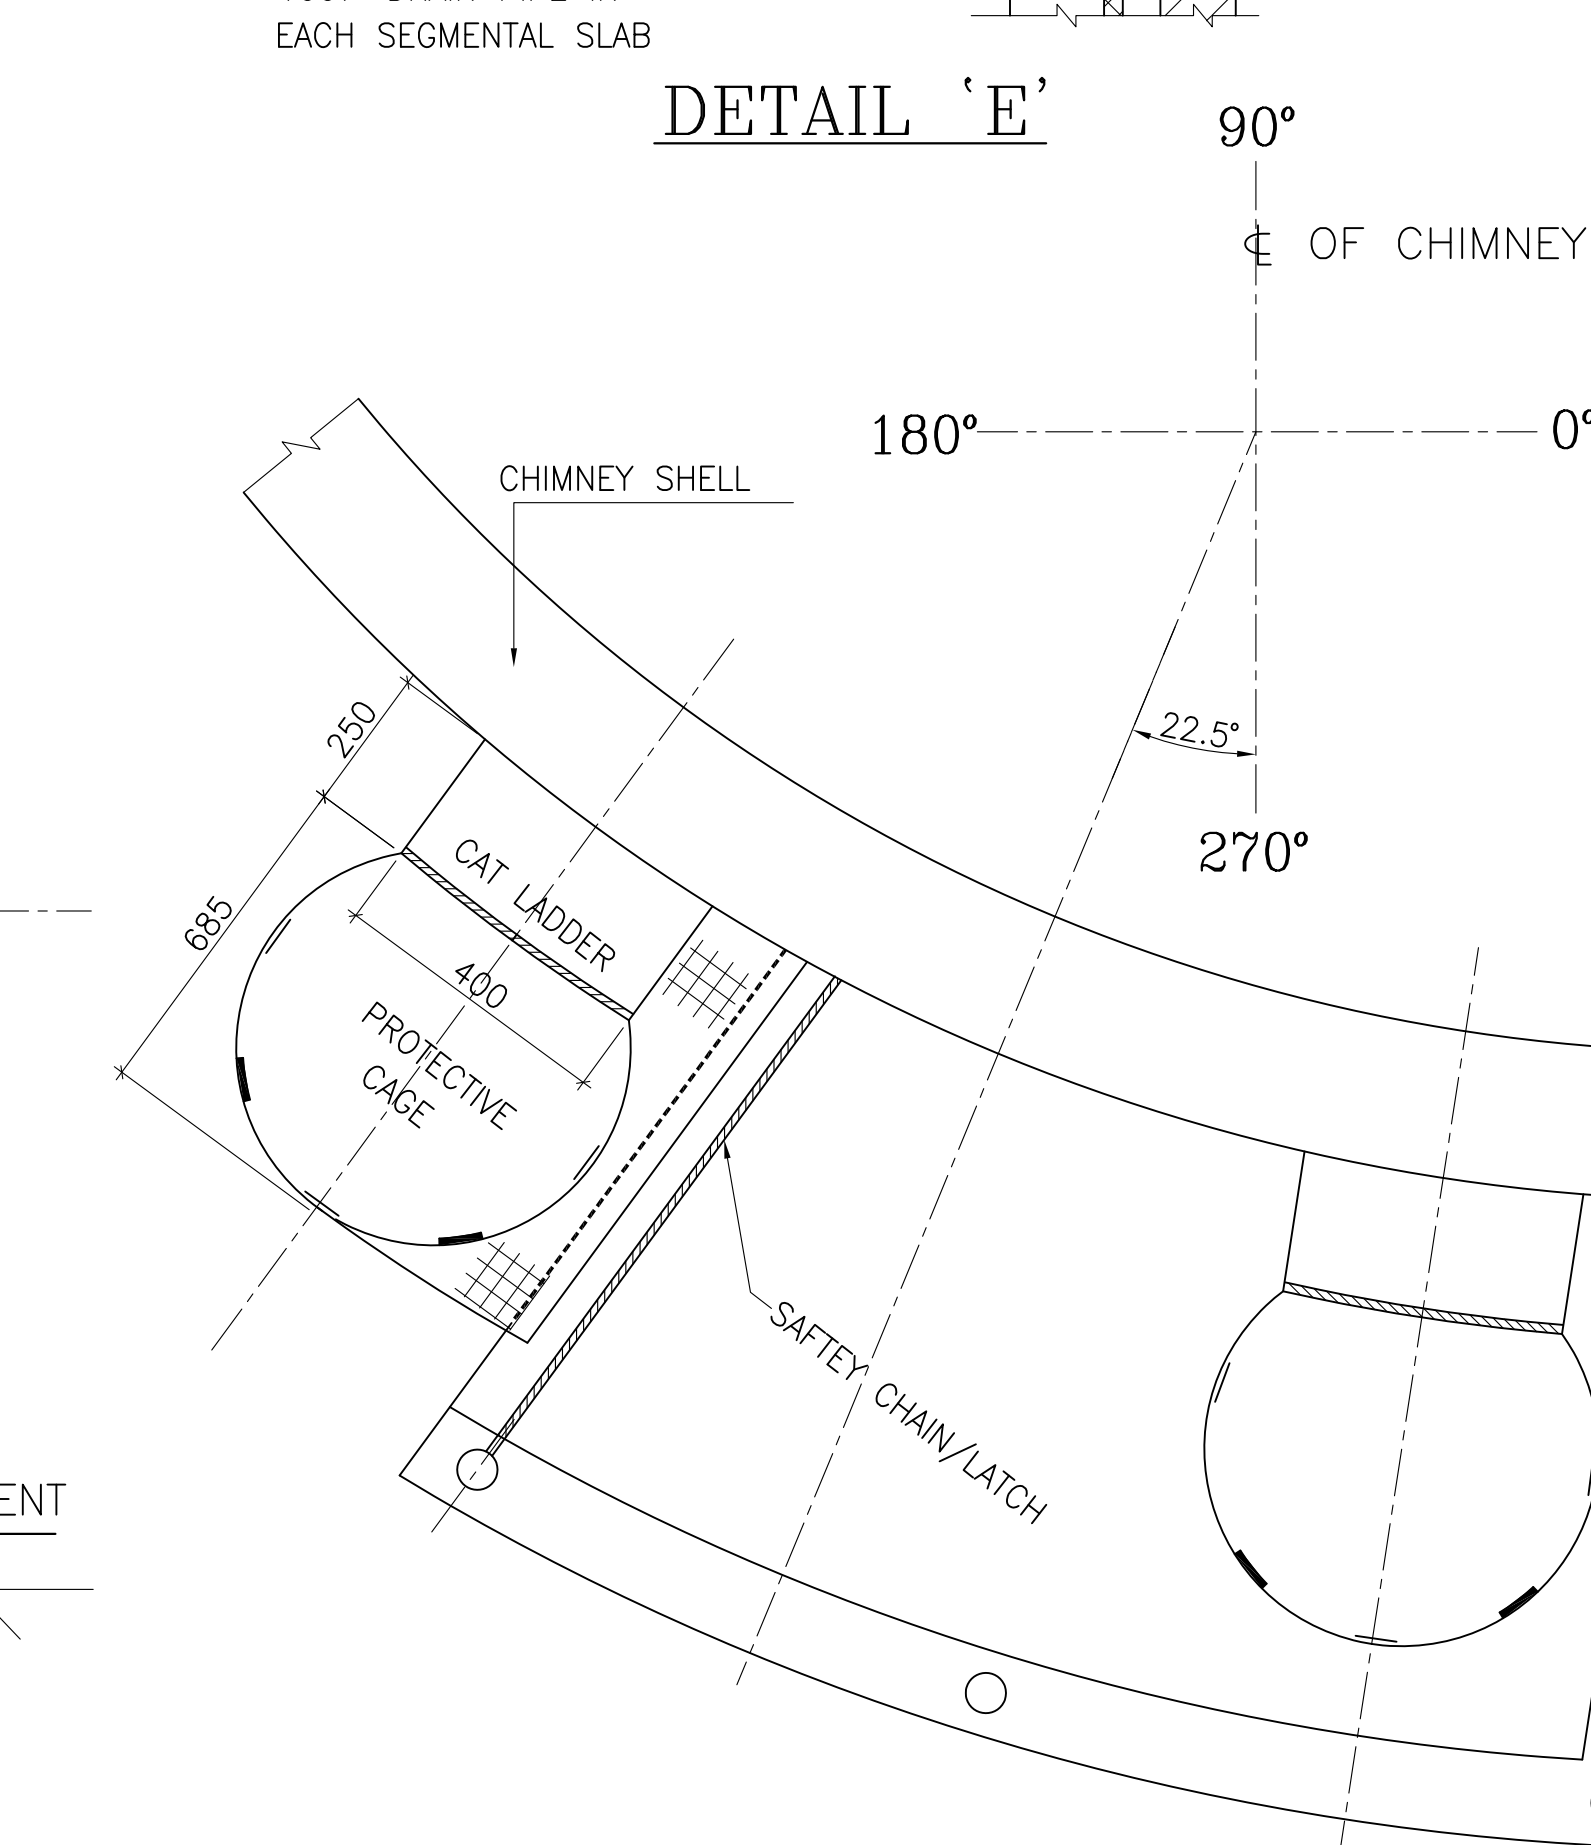 EACH SEGMENTAL SLAB
DETAIL 'E'
90°
℄ OF CHIMNEY
180°
0°
CHIMNEY SHELL
22.5°
270°
250
685
CAT LADDER
400
PROTECTIVE
CAGE
SAFTEY CHAIN/LATCH
ENT